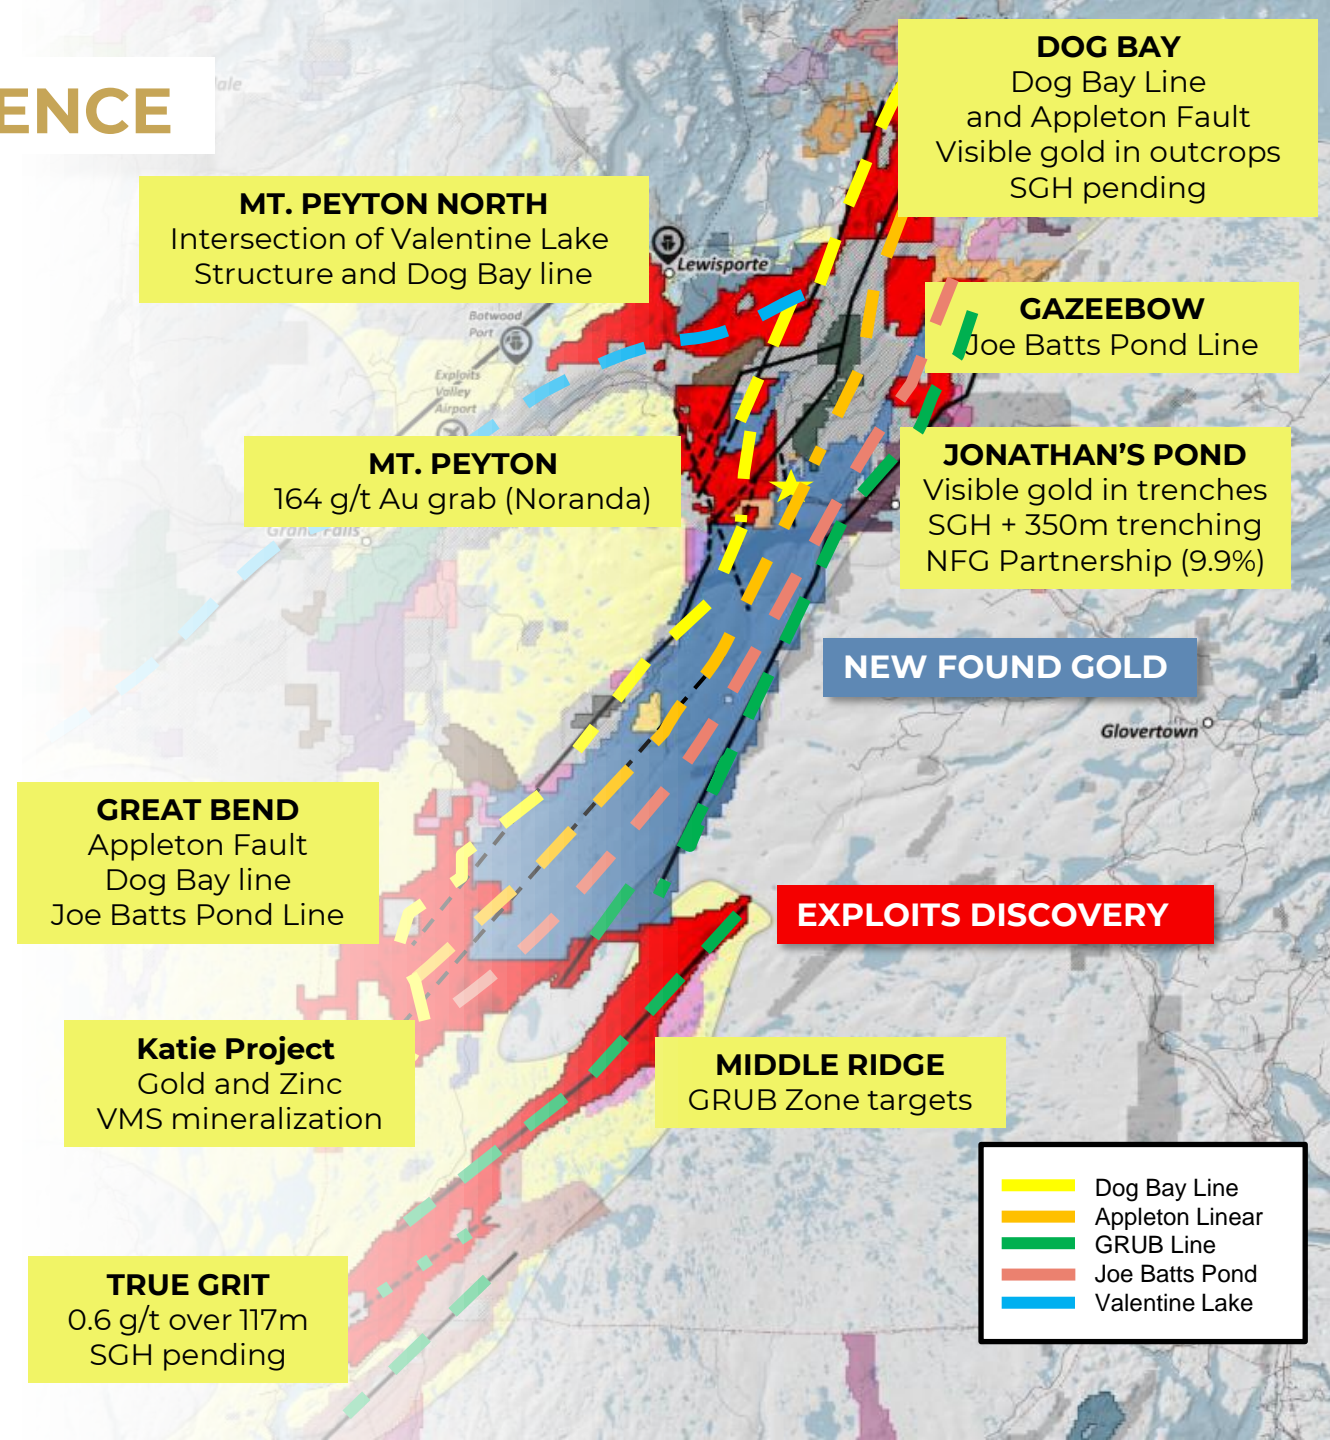 ENCE
DOG BAY
Dog Bay Line
and Appleton Fault
Visible gold in outcrops
SGH pending
MT. PEYTON NORTH
Intersection of Valentine Lake
Structure and Dog Bay line
Lewisporte
Botwood
Port
Exploits
Valley
Airport
GAZEEBOW
Joe Batts Pond Line
MT. PEYTON
164 g/t Au grab (Noranda)
Grand Falls
JONATHAN'S POND
Visible gold in trenches
SGH + 350m trenching
NFG Partnership (9.9%)
NEW FOUND GOLD
Glovertown
GREAT BEND
Appleton Fault
Dog Bay line
Joe Batts Pond Line
EXPLOITS DISCOVERY
Katie Project
Gold and Zinc
VMS mineralization
MIDDLE RIDGE
GRUB Zone targets
Dog Bay Line
Appleton Linear
GRUB Line
Joe Batts Pond
Valentine Lake
TRUE GRIT
0.6 g/t over 117m
SGH pending